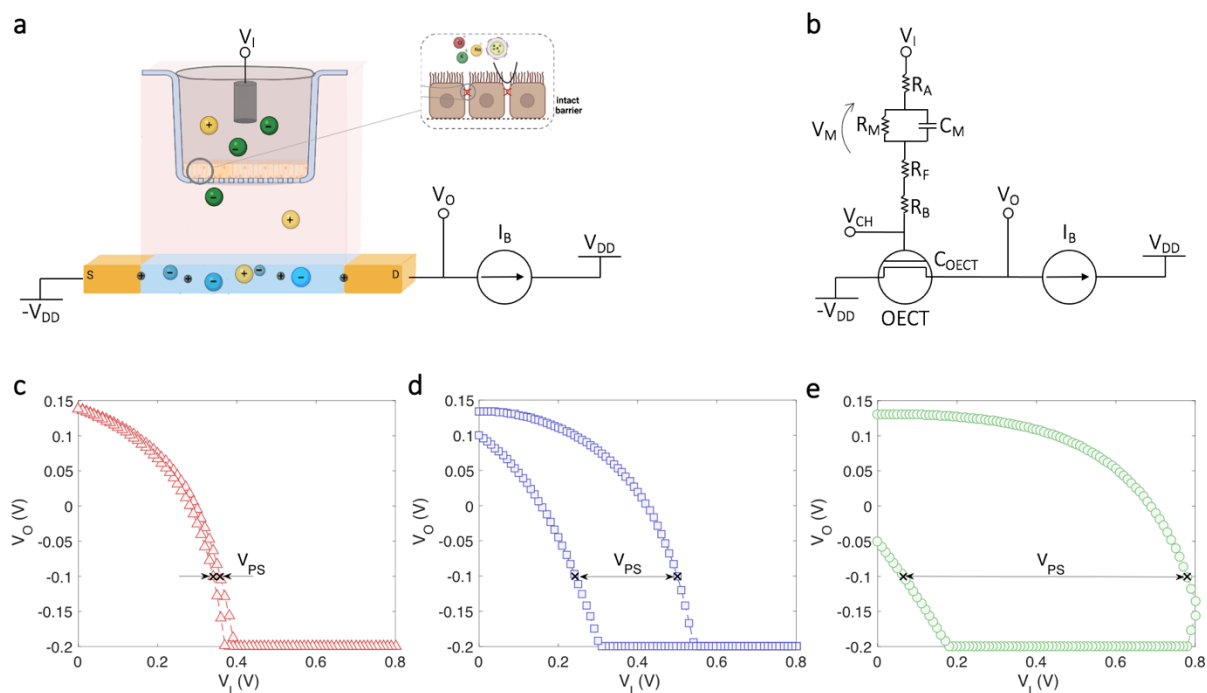 a
V_I
intact
barrier
V_O
I_B
V_DD
S
D
-V_DD
b
V_I
R_A
V_M
R_M
C_M
R_F
R_B
V_CH
V_O
I_B
V_DD
C_OECT
-V_DD
OECT
c
0.15
0.1
0.05
0
-0.05
-0.1
-0.15
-0.2
V_O (V)
V_PS
0 0.2 0.4 0.6 0.8
V_I (V)
d
0.15
0.1
0.05
0
-0.05
-0.1
-0.15
-0.2
V_O (V)
V_PS
0 0.2 0.4 0.6 0.8
V_I (V)
e
0.15
0.1
0.05
0
-0.05
-0.1
-0.15
-0.2
V_O (V)
V_PS
0 0.2 0.4 0.6 0.8
V_I (V)